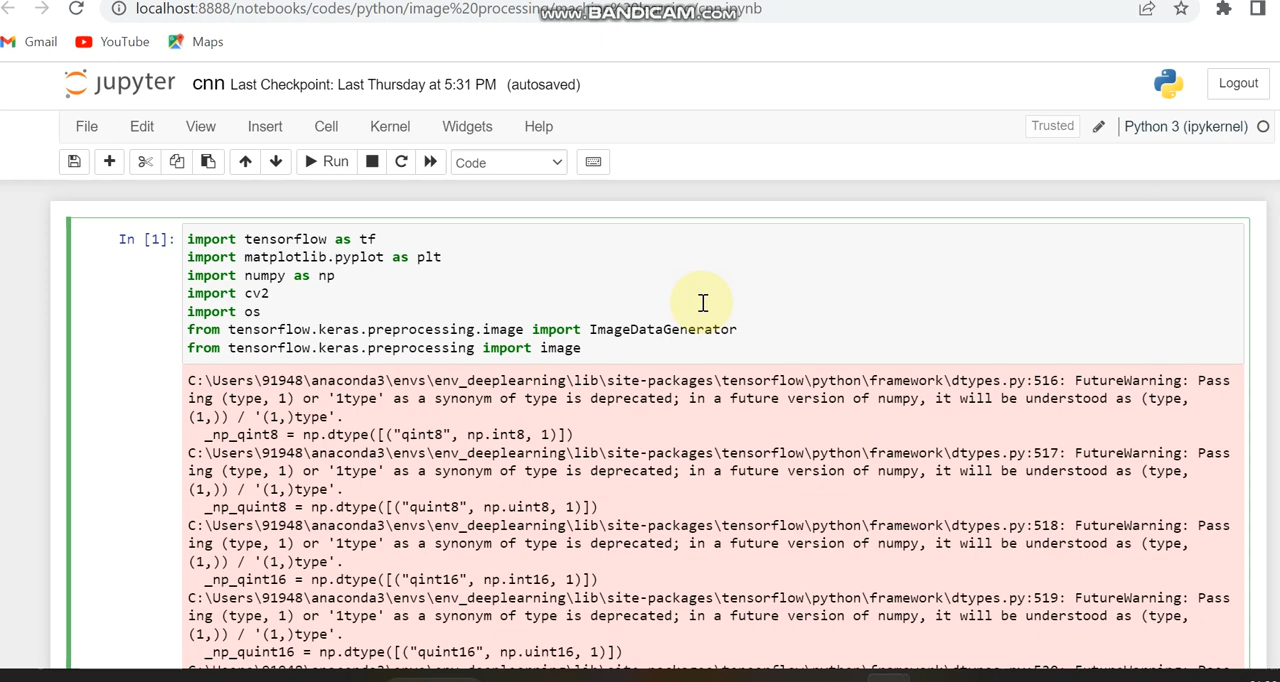 localhost:8888/notebooks/codes/python/image%20processing/machine%20learning/cnn.ipynb
www.BANDICAM.com
Gmail YouTube Maps
jupyter cnn Last Checkpoint: Last Thursday at 5:31 PM (autosaved) Logout
File Edit View Insert Cell Kernel Widgets Help Trusted Python 3 (ipykernel)
Run Code
In [1]: import tensorflow as tf
import matplotlib.pyplot as plt
import numpy as np
import cv2
import os
from tensorflow.keras.preprocessing.image import ImageDataGenerator
from tensorflow.keras.preprocessing import image
C:\Users\91948\anaconda3\envs\env_deeplearning\lib\site-packages\tensorflow\python\framework\dtypes.py:516: FutureWarning: Pass
ing (type, 1) or '1type' as a synonym of type is deprecated; in a future version of numpy, it will be understood as (type,
(1,)) / '(1,)type'.
_np_qint8 = np.dtype([("qint8", np.int8, 1)])
C:\Users\91948\anaconda3\envs\env_deeplearning\lib\site-packages\tensorflow\python\framework\dtypes.py:517: FutureWarning: Pass
ing (type, 1) or '1type' as a synonym of type is deprecated; in a future version of numpy, it will be understood as (type,
(1,)) / '(1,)type'.
_np_quint8 = np.dtype([("quint8", np.uint8, 1)])
C:\Users\91948\anaconda3\envs\env_deeplearning\lib\site-packages\tensorflow\python\framework\dtypes.py:518: FutureWarning: Pass
ing (type, 1) or '1type' as a synonym of type is deprecated; in a future version of numpy, it will be understood as (type,
(1,)) / '(1,)type'.
_np_qint16 = np.dtype([("qint16", np.int16, 1)])
C:\Users\91948\anaconda3\envs\env_deeplearning\lib\site-packages\tensorflow\python\framework\dtypes.py:519: FutureWarning: Pass
ing (type, 1) or '1type' as a synonym of type is deprecated; in a future version of numpy, it will be understood as (type,
(1,)) / '(1,)type'.
_np_quint16 = np.dtype([("quint16", np.uint16, 1)])